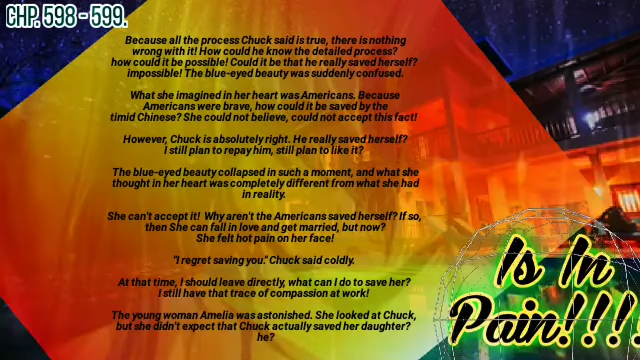 CHP. 598 - 599.
Because all the process Chuck said is true, there is nothing
wrong with it! How could he know the detailed process?
how could it be possible! Could it be that he really saved herself?
impossible! The blue-eyed beauty was suddenly confused.
What she imagined in her heart was Americans. Because
Americans were brave, how could it be saved by the
timid Chinese? She could not believe, could not accept this fact!
However, Chuck is absolutely right. He really saved herself?
I still plan to repay him, still plan to like it?
The blue-eyed beauty collapsed in such a moment, and what she
thought in her heart was completely different from what she had
in reality.
She can't accept it! Why aren't the Americans saved herself? If so,
then She can fall in love and get married, but now?
She felt hot pain on her face!
"I regret saving you." Chuck said coldly.
At that time, I should leave directly, what can I do to save her?
I still have that trace of compassion at work!
The young woman Amelia was astonished. She looked at Chuck,
but she didn't expect that Chuck actually saved her daughter?
he?
Is In
Pain!!!!